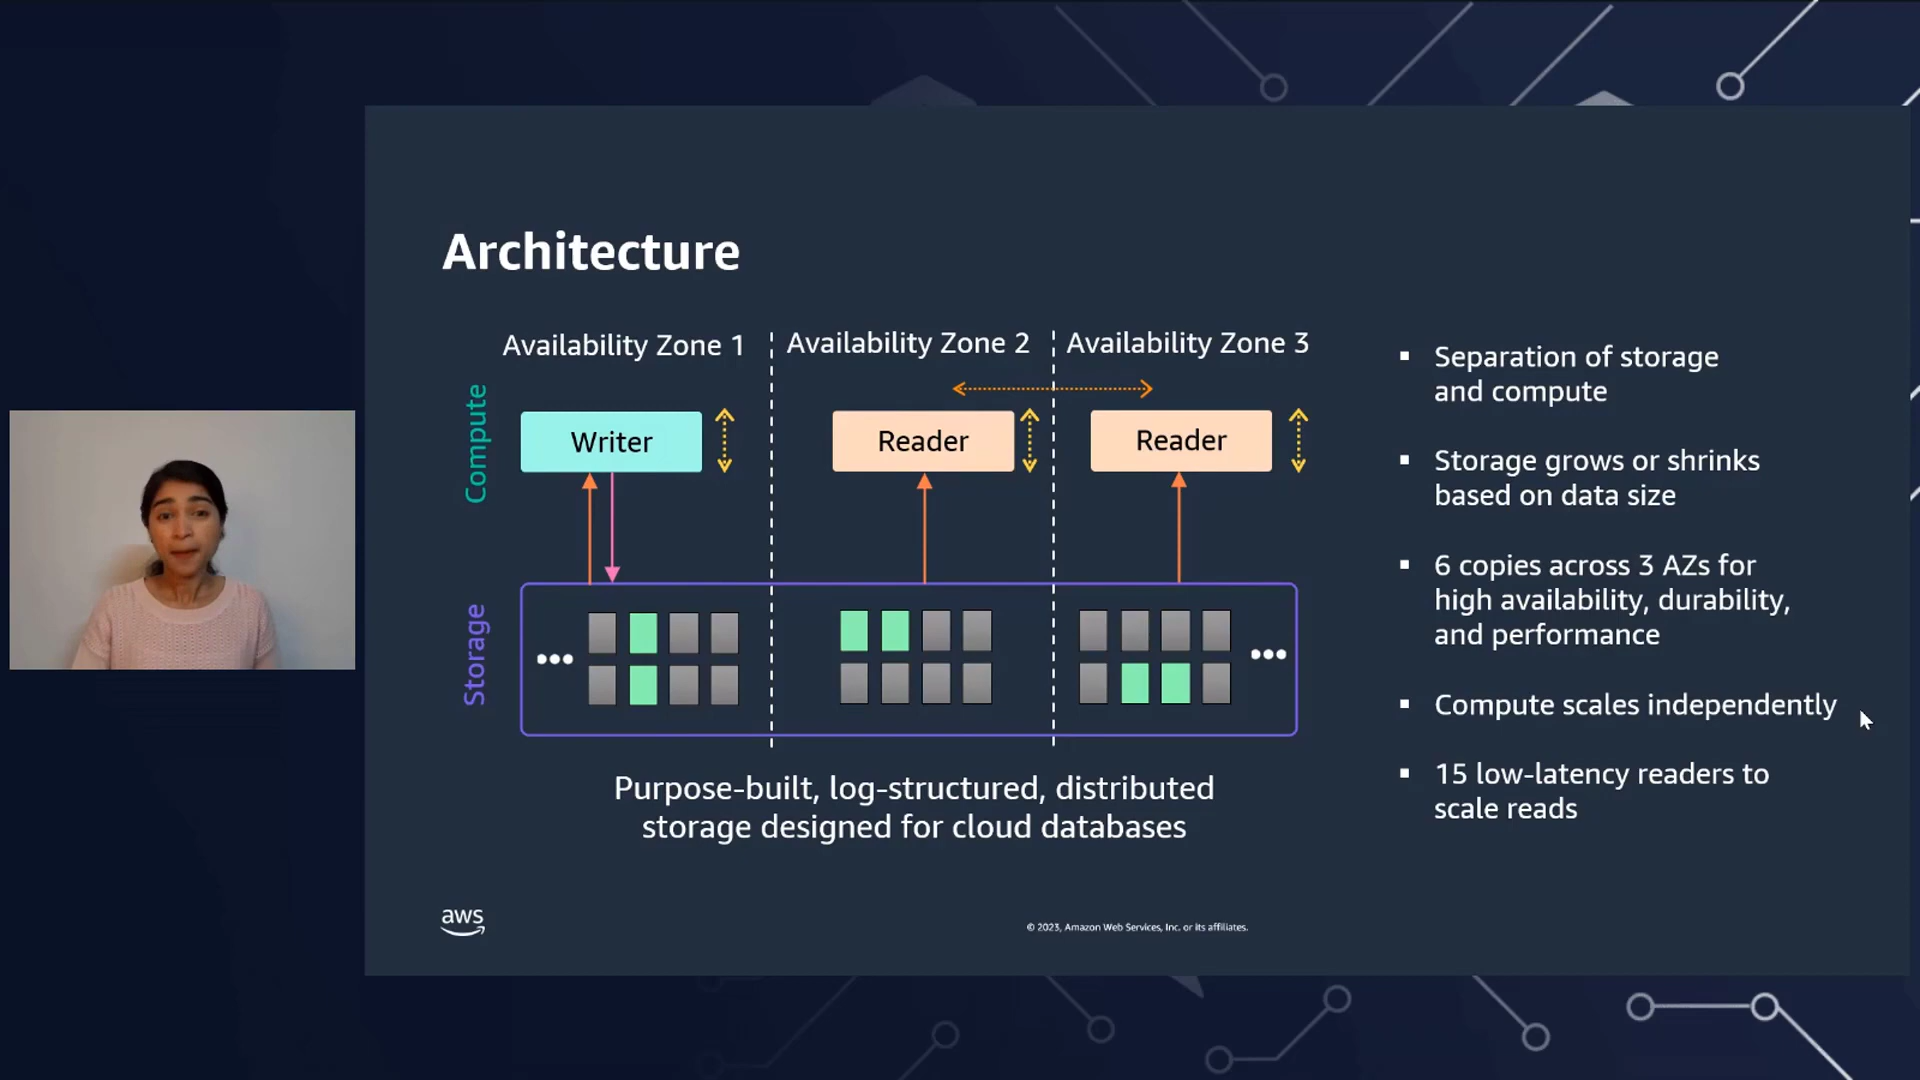 Architecture
Availability Zone 1
Availability Zone 2
Availability Zone 3
Compute
Writer
Reader
Reader
Storage
Purpose-built, log-structured, distributed
storage designed for cloud databases
▪ Separation of storage
and compute
▪ Storage grows or shrinks
based on data size
▪ 6 copies across 3 AZs for
high availability, durability,
and performance
▪ Compute scales independently
▪ 15 low-latency readers to
scale reads
aws
© 2023, Amazon Web Services, Inc. or its affiliates.